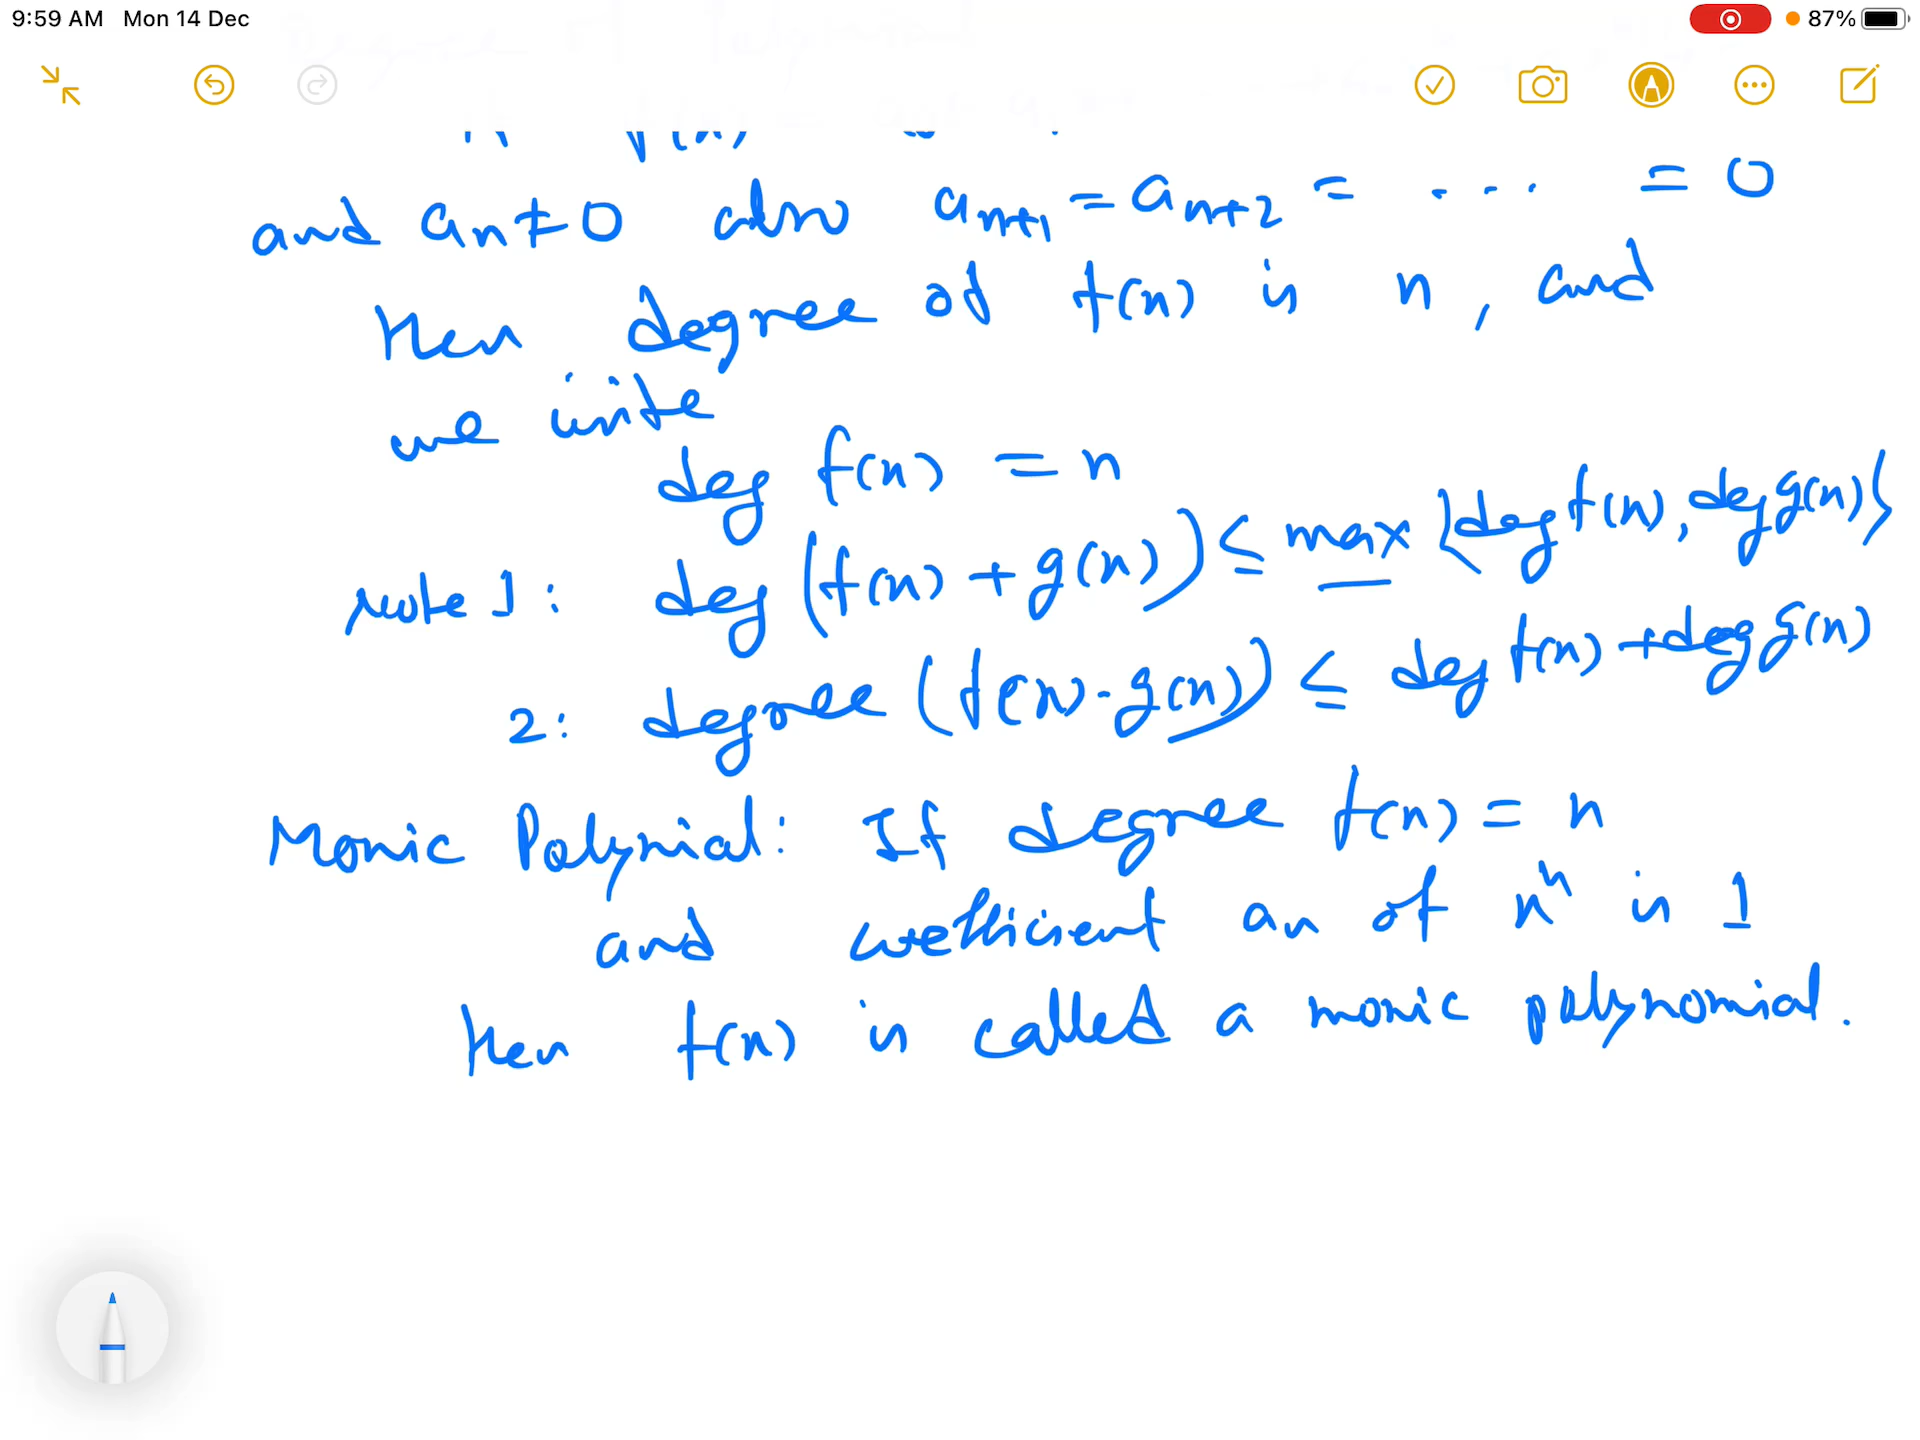 9:59 AM Mon 14 Dec 87%
and an ≠ 0 also an+1 = an+2 = . . . = 0
then degree of f(x) is n, and
we write
deg f(x) = n
Note 1: deg (f(x) + g(x)) ≤ max {deg f(x), deg g(x)}
2: degree (f(x)·g(x)) ≤ deg f(x) + deg g(x)
Monic Polynial: If degree f(x) = n
and coefficient an of xⁿ is 1
then f(x) is called a monic polynomial.